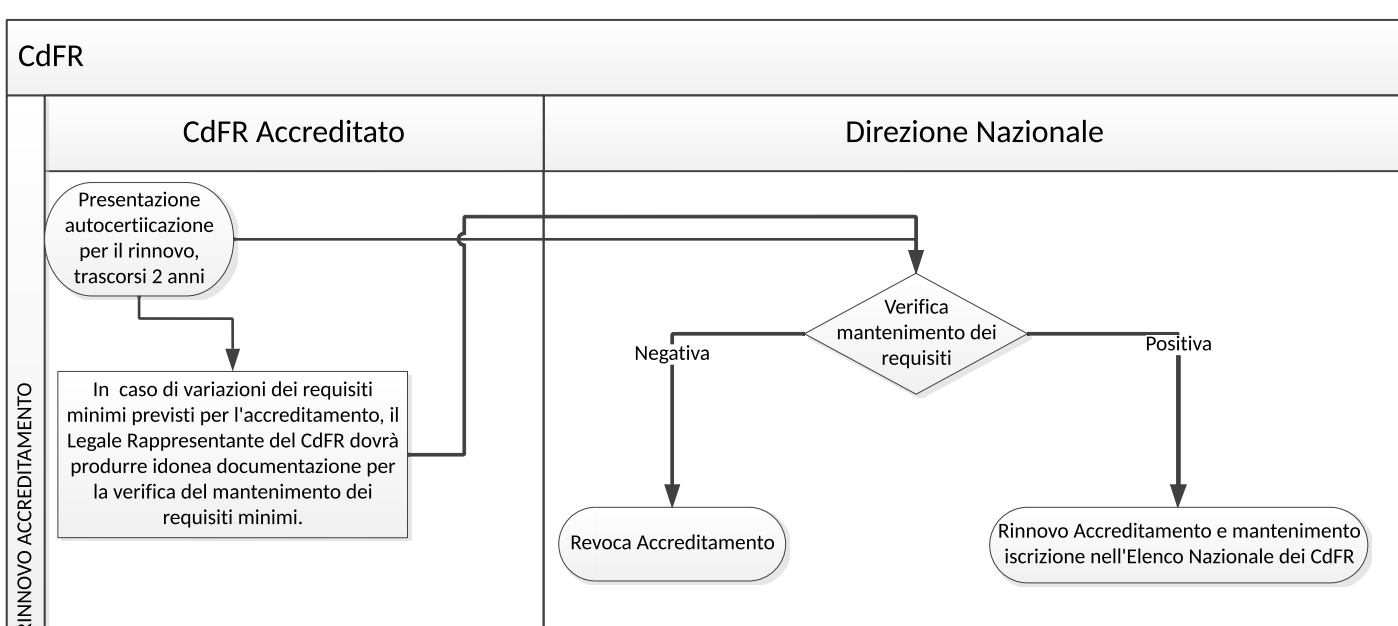 CdFR
CdFR Accreditato
Direzione Nazionale
RINNOVO ACCREDITAMENTO
Presentazione
autocertiicazione
per il rinnovo,
trascorsi 2 anni
In  caso di variazioni dei requisiti
minimi previsti per l'accreditamento, il
Legale Rappresentante del CdFR dovrà
produrre idonea documentazione per
la verifica del mantenimento dei
requisiti minimi.
Verifica
mantenimento dei
requisiti
Negativa
Positiva
Revoca Accreditamento
Rinnovo Accreditamento e mantenimento
iscrizione nell'Elenco Nazionale dei CdFR